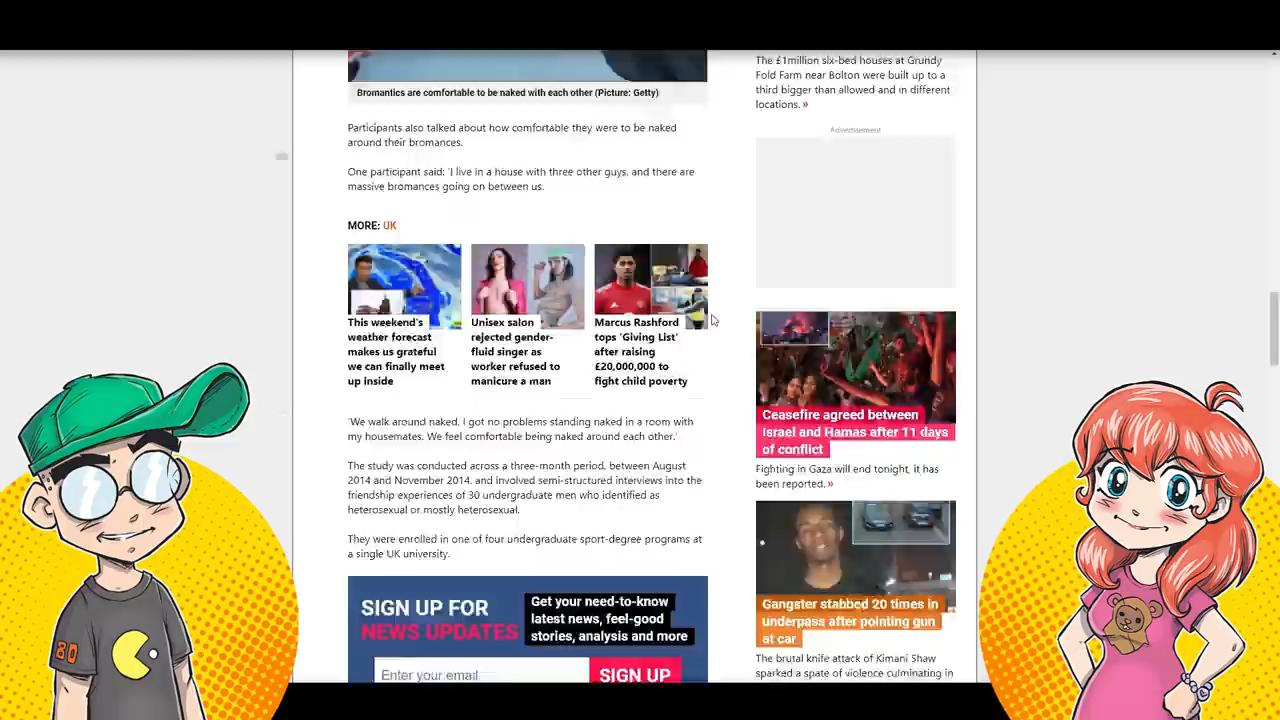 Bromantics are comfortable to be naked with each other (Picture: Getty)
Participants also talked about how comfortable they were to be naked
around their bromances.
One participant said: 'I live in a house with three other guys, and there are
massive bromances going on between us.
MORE: UK
This weekend's
weather forecast
makes us grateful
we can finally meet
up inside
Unisex salon
rejected gender-
fluid singer as
worker refused to
manicure a man
Marcus Rashford
tops 'Giving List'
after raising
£20,000,000 to
fight child poverty
'We walk around naked, I got no problems standing naked in a room with
my housemates. We feel comfortable being naked around each other.'
The study was conducted across a three-month period, between August
2014 and November 2014, and involved semi-structured interviews into the
friendship experiences of 30 undergraduate men who identified as
heterosexual or mostly heterosexual.
They were enrolled in one of four undergraduate sport-degree programs at
a single UK university.
SIGN UP FOR
NEWS UPDATES
Get your need-to-know
latest news, feel-good
stories, analysis and more
Enter your email
SIGN UP
The £1million six-bed houses at Grundy
Fold Farm near Bolton were built up to a
third bigger than allowed and in different
locations. »
Advertisement
Ceasefire agreed between
Israel and Hamas after 11 days
of conflict
Fighting in Gaza will end tonight, it has
been reported. »
Gangster stabbed 20 times in
underpass after pointing gun
at car
The brutal knife attack of Kimani Shaw
sparked a spate of violence culminating in
80